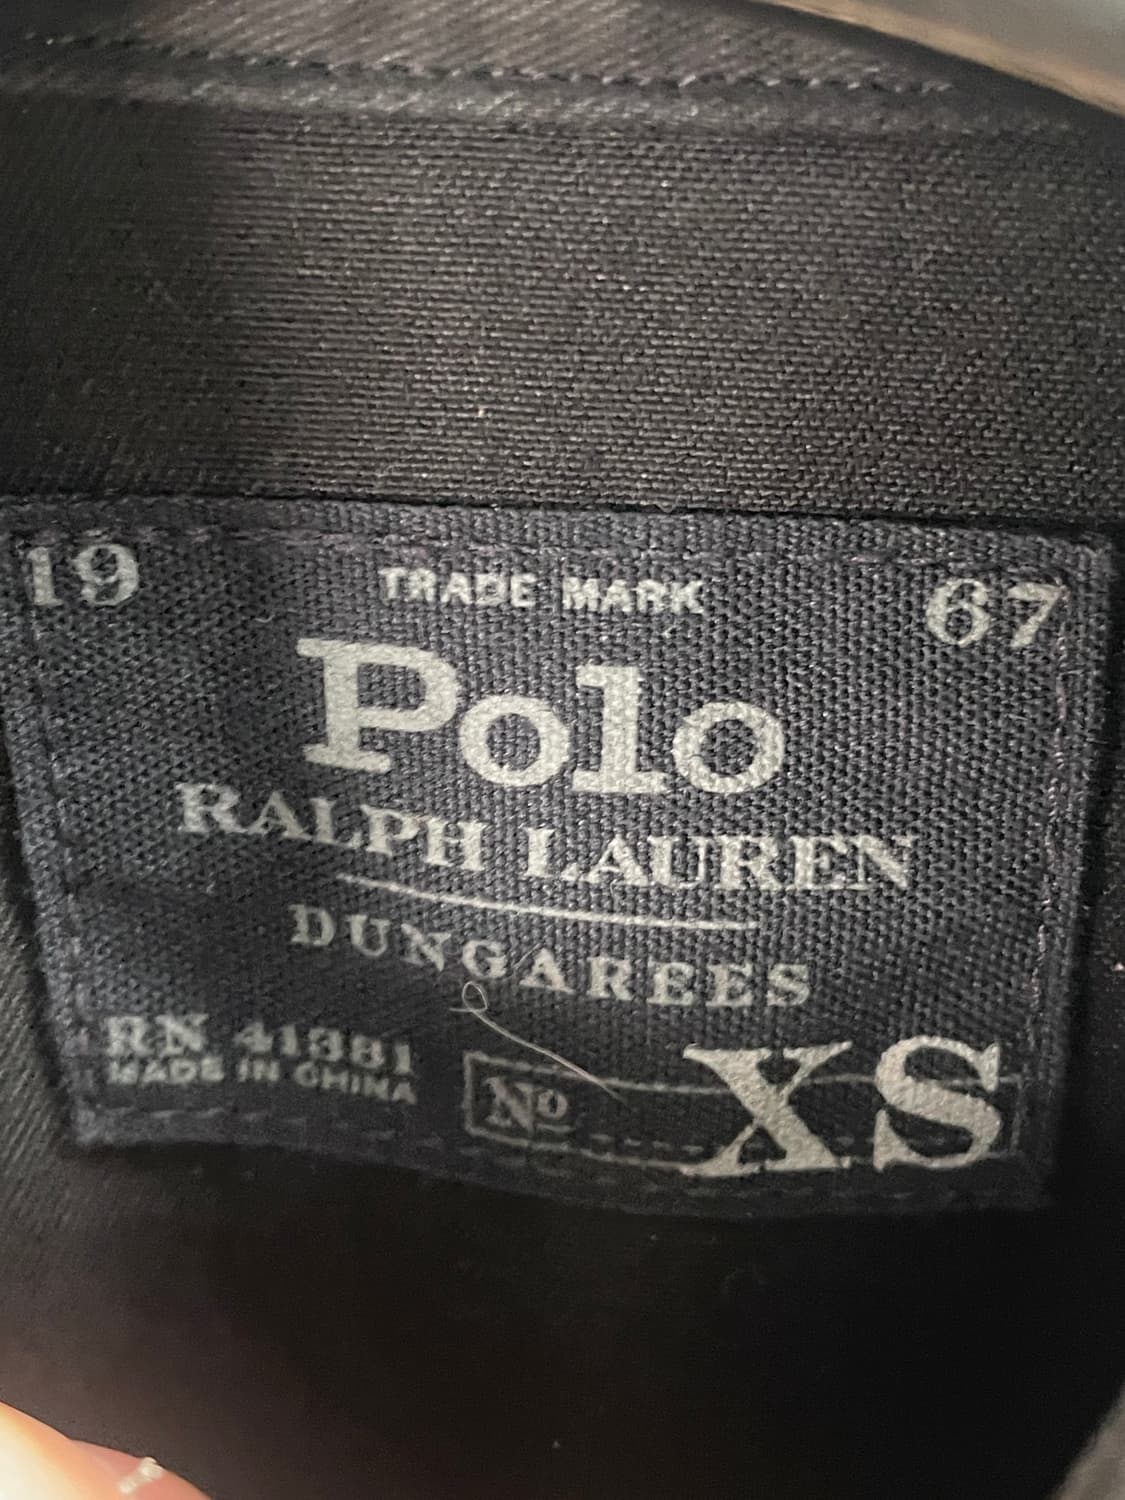 19 TRADE MARK 67
Polo
RALPH LAUREN
DUNGAREES
RN 41381
MADE IN CHINA
No XS